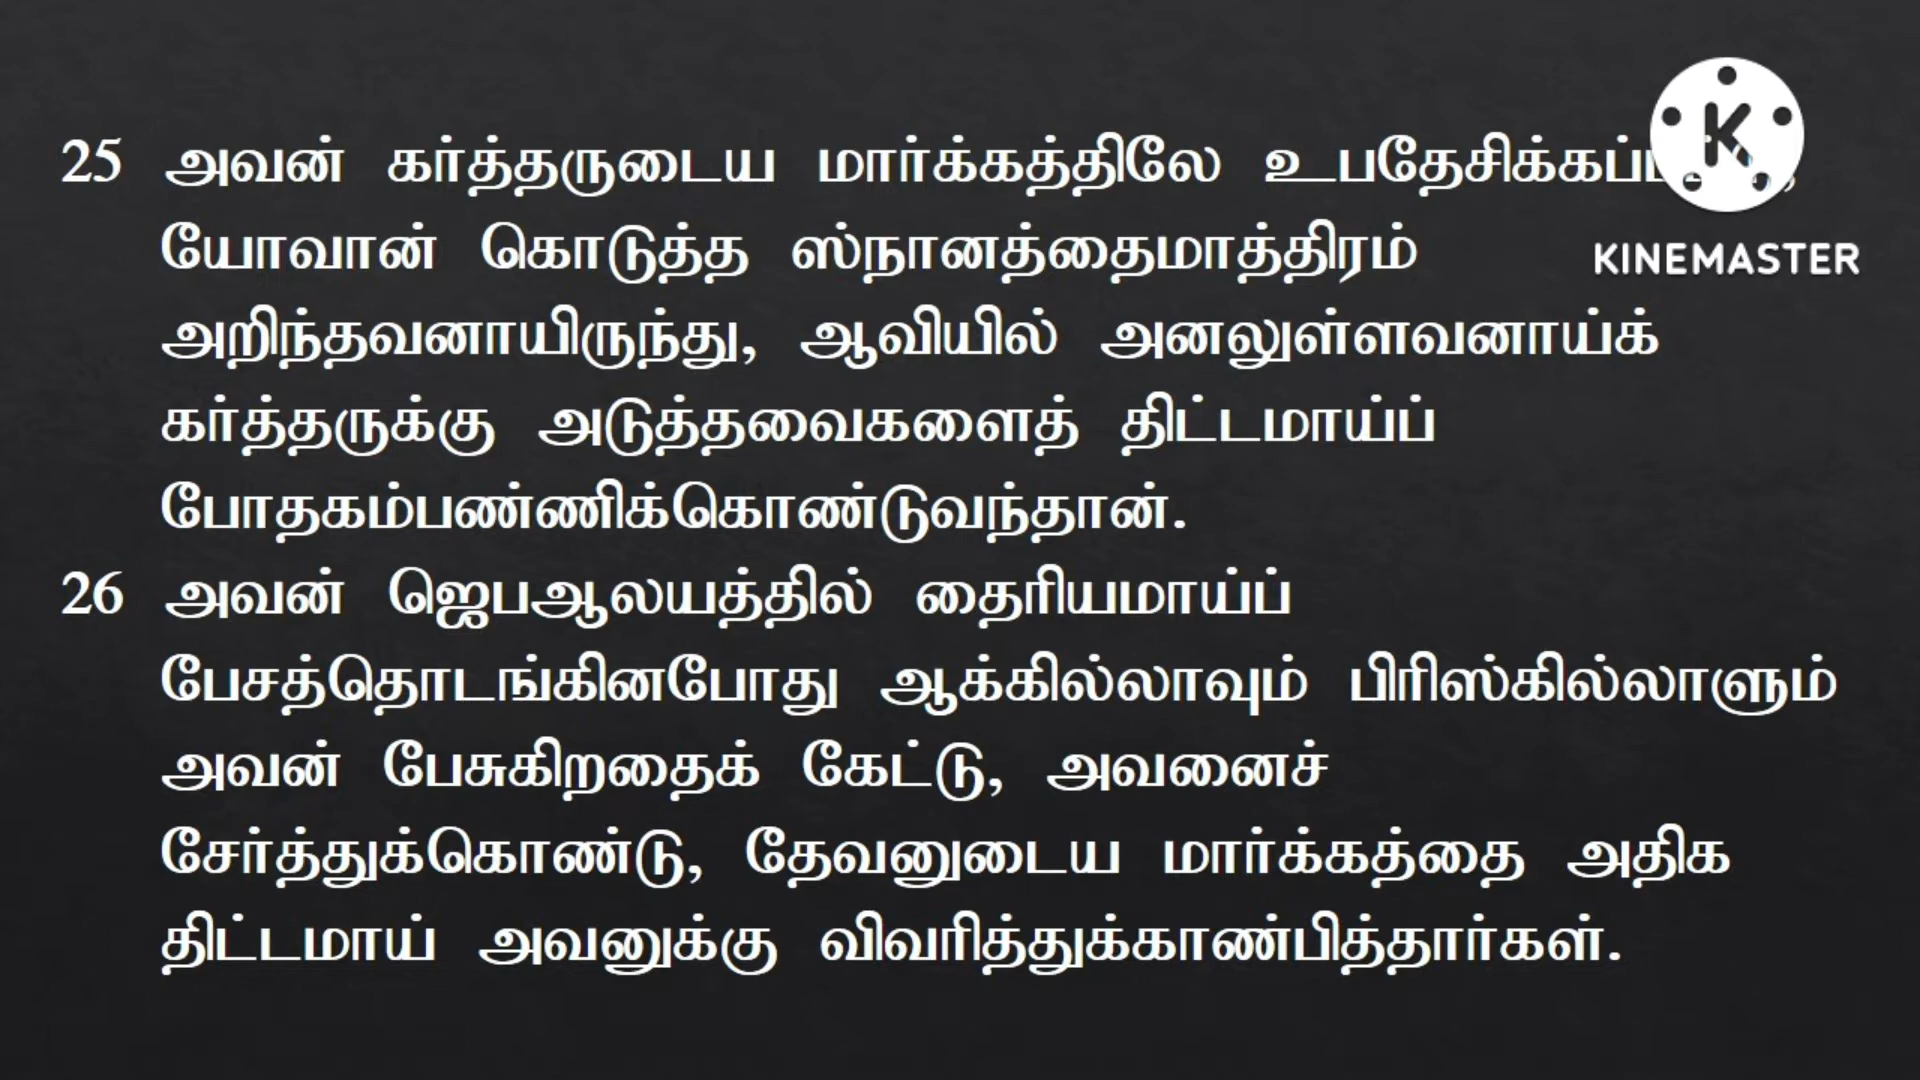 25 அவன் கர்த்தருடைய மார்க்கத்திலே
யோவான் கொடுத்த ஸ்நானத்தைமாத்திரம்
KINEMASTER
அறிந்தவனாயிருந்து, ஆவியில் அனலுள்ளவனாய்க்
கர்த்தருக்கு அடுத்தவைகளைத் திட்டமாய்ப்
போதகம்பண்ணிக்கொண்டுவந்தான்.
26 அவன் ஜெபஆலயத்தில் தைரியமாய்ப்
பேசத்தொடங்கினபோது ஆக்கில்லாவும் பிரிஸ்கில்லாளும்
அவன் பேசுகிறதைக் கேட்டு, அவனைச்
சேர்த்துக்கொண்டு, தேவனுடைய மார்க்கத்தை அதிக
திட்டமாய் அவனுக்கு விவரித்துக்காண்பித்தார்கள்.